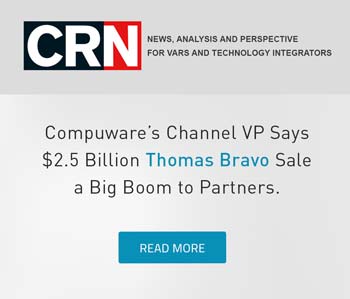 CRN
NEWS, ANALYSIS AND PERSPECTIVE
FOR VARS AND TECHNOLOGY INTEGRATORS
Compuware's Channel VP Says
$2.5 Billion Thomas Bravo Sale
a Big Boom to Partners.
READ MORE